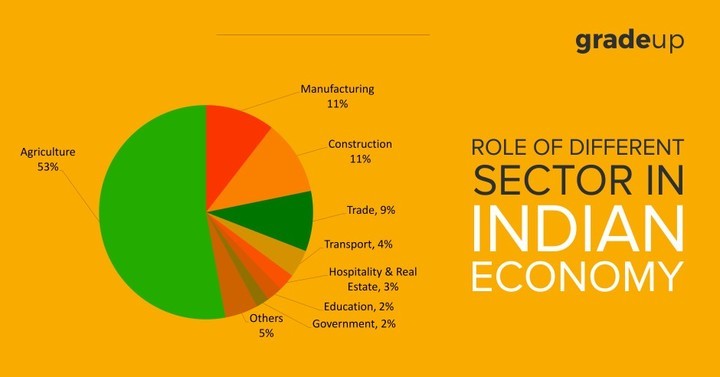 gradeup
Manufacturing
11%
Construction
11%
Agriculture
53%
Trade, 9%
Transport, 4%
Hospitality & Real
Estate, 3%
Education, 2%
Government, 2%
Others
5%
ROLE OF DIFFERENT
SECTOR IN
INDIAN
ECONOMY